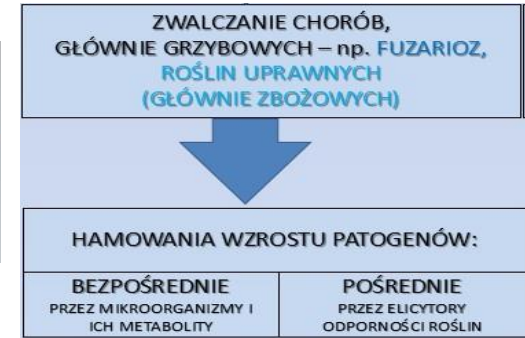 ZWALCZANIE CHORÓB,
GŁÓWNIE GRZYBOWYCH – np. FUZARIOZ,
ROŚLIN UPRAWNYCH
(GŁÓWNIE ZBOŻOWYCH)
HAMOWANIA WZROSTU PATOGENÓW:
BEZPOŚREDNIE
PRZEZ MIKROORGANIZMY I
ICH METABOLITY
POŚREDNIE
PRZEZ ELICYTORY
ODPORNOŚCI ROŚLIN